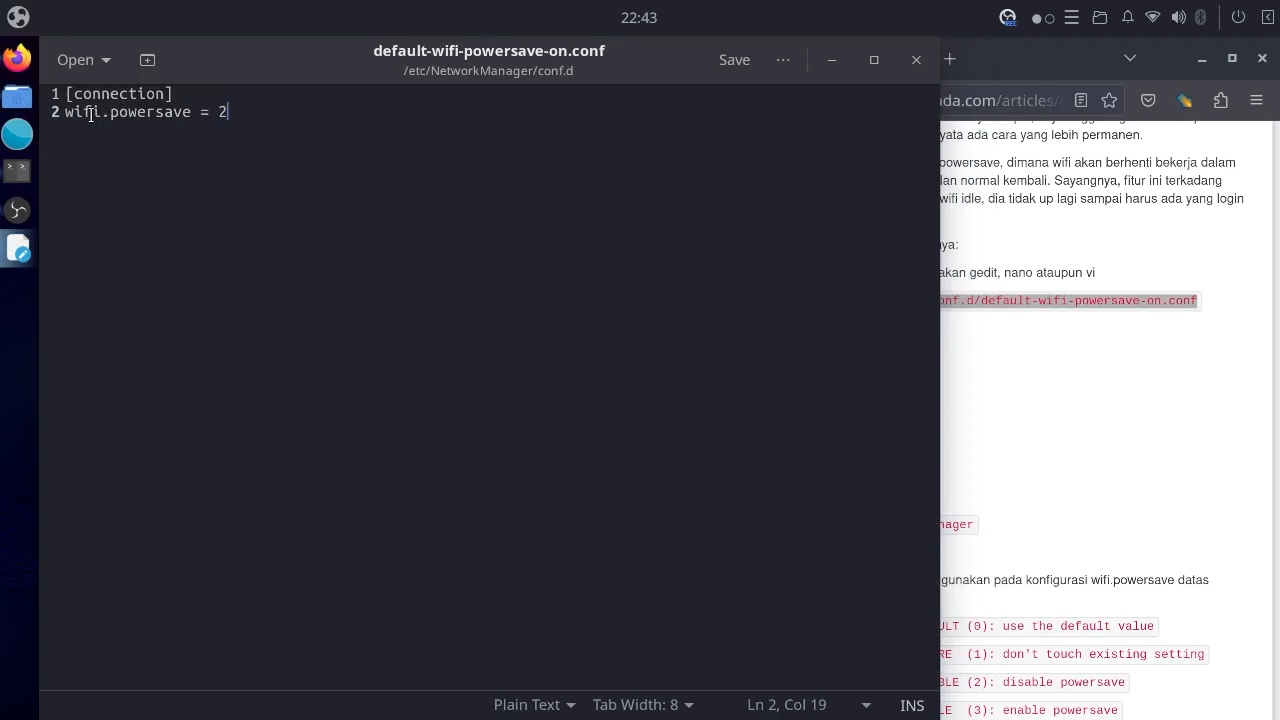 22:43
REC
Open
default-wifi-powersave-on.conf
/etc/NetworkManager/conf.d
Save
1 [connection]
2 wifi.powersave = 2
Plain Text
Tab Width: 8
Ln 2, Col 19
INS
da.com/articles/
yata ada cara yang lebih permanen.
powersave, dimana wifi akan berhenti bekerja dalam
lan normal kembali. Sayangnya, fitur ini terkadang
wifi idle, dia tidak up lagi sampai harus ada yang login
nya:
akan gedit, nano ataupun vi
onf.d/default-wifi-powersave-on.conf
nager
gunakan pada konfigurasi wifi.powersave datas
ULT (0): use the default value
RE (1): don't touch existing setting
BLE (2): disable powersave
LE (3): enable powersave